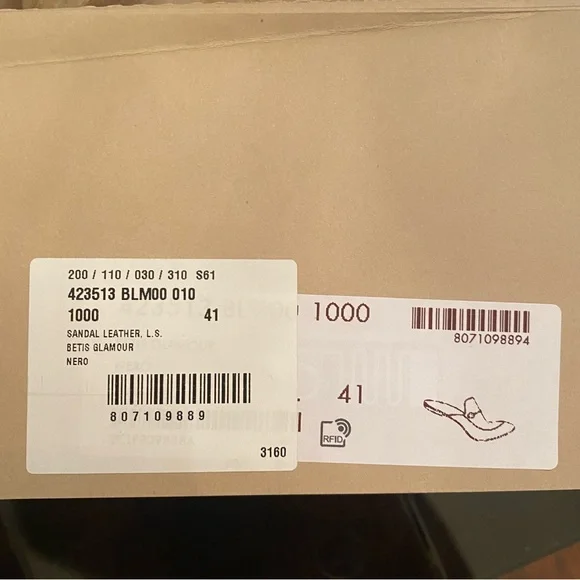 200 / 110 / 030 / 310 S61
423513 BLM00 010
1000 41
SANDAL LEATHER, L.S.
BETIS GLAMOUR
NERO
807109889
3160
1000
8071098894
41
RFID